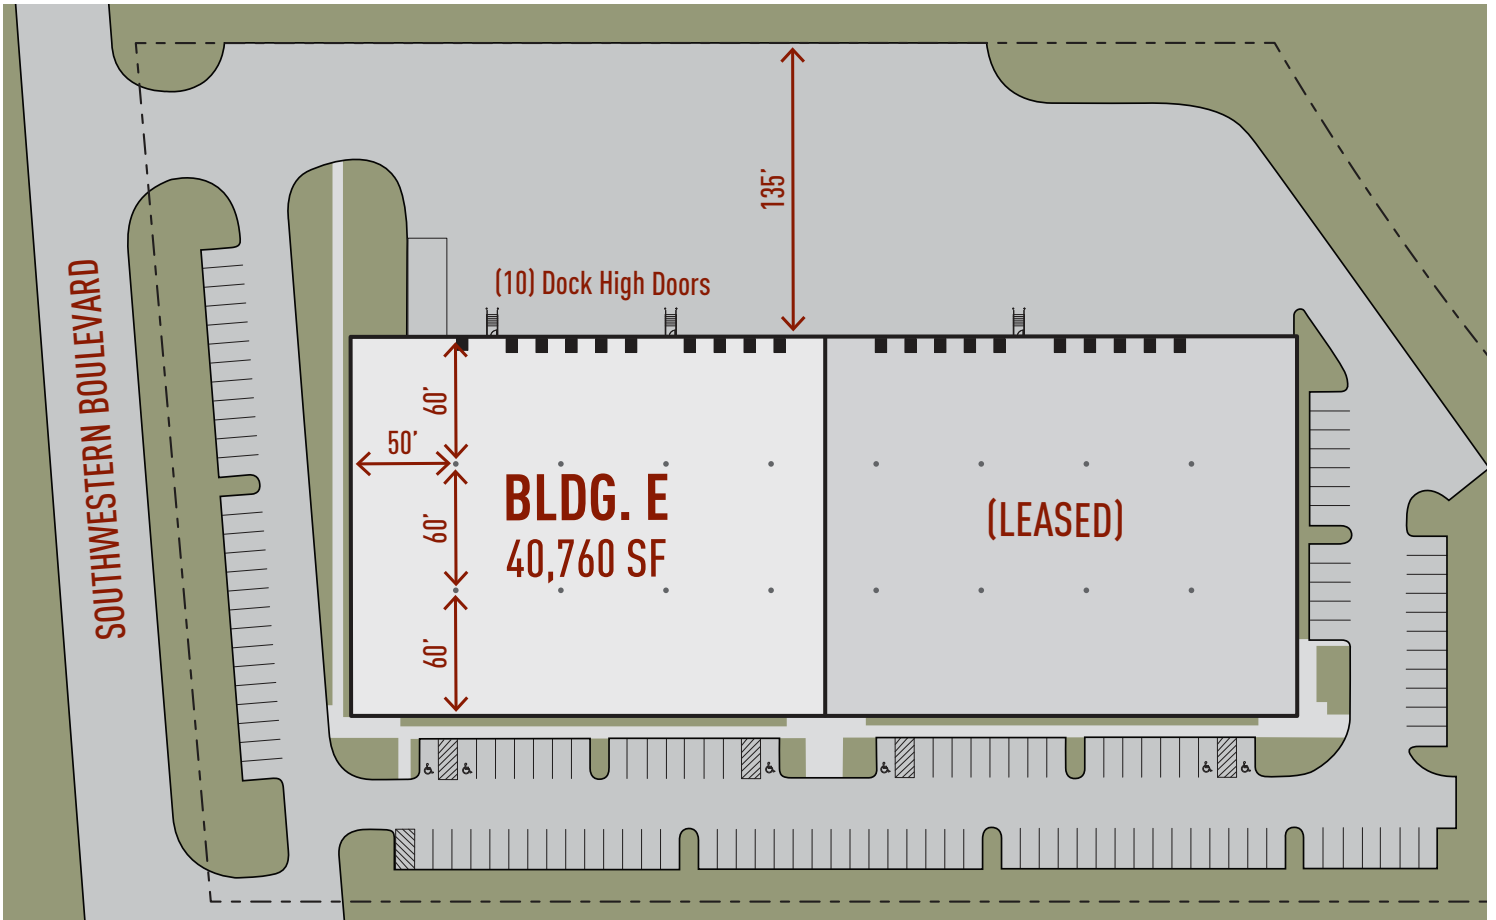 135'
SOUTHWESTERN BOULEVARD
(10) Dock High Doors
60'
50'
BLDG. E
40,760 SF
(LEASED)
60'
60'